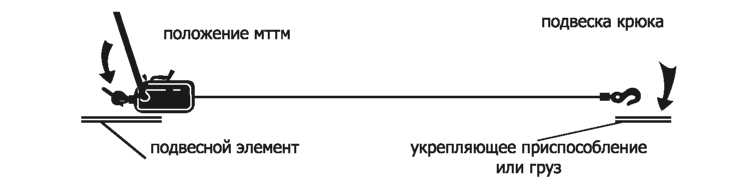 положение мттм
подвеска крюка
подвесной элемент
укрепляющее приспособление
или груз